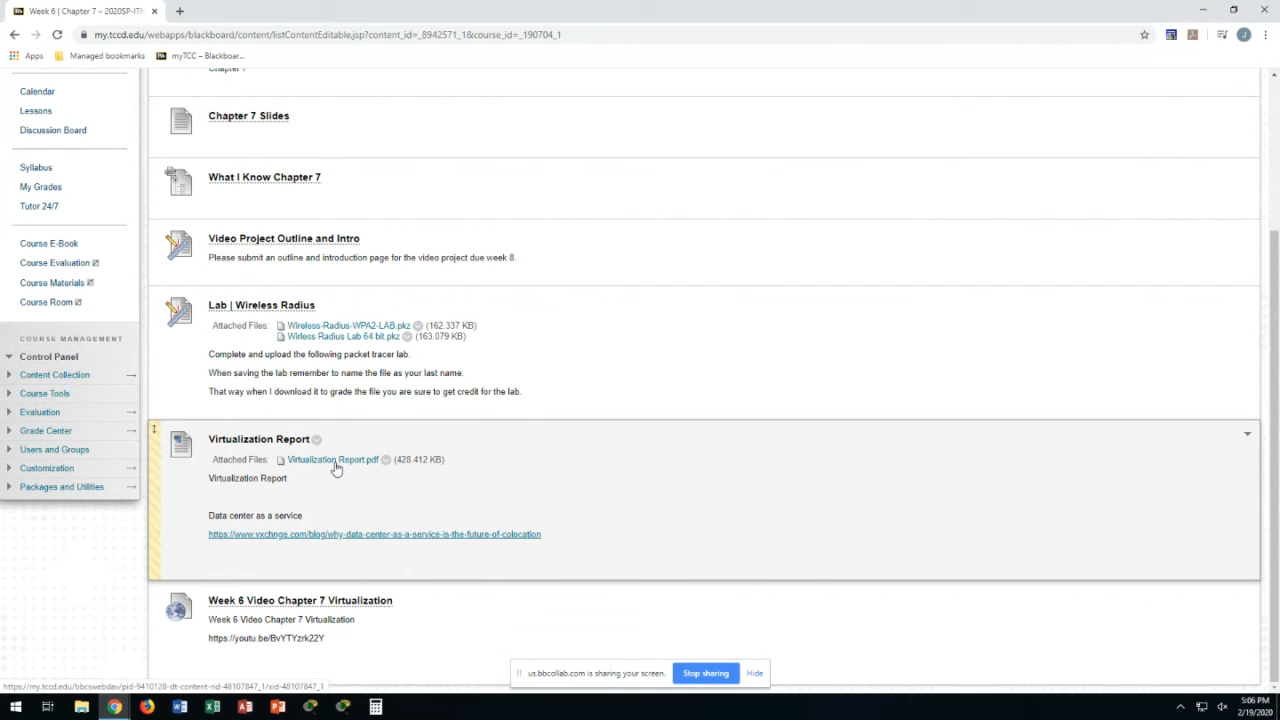 Week 6 | Chapter 7 – 2020SP-ITN
my.tccd.edu/webapps/blackboard/content/listContentEditable.jsp?content_id=_8942571_1&course_id=_190704_1
Apps Managed bookmarks myTCC – Blackboar...
Calendar
Lessons
Discussion Board
Syllabus
My Grades
Tutor 24/7
Course E-Book
Course Evaluation
Course Materials
Course Room
COURSE MANAGEMENT
Control Panel
Content Collection
Course Tools
Evaluation
Grade Center
Users and Groups
Customization
Packages and Utilities
Chapter 7
Chapter 7 Slides
What I Know Chapter 7
Video Project Outline and Intro
Please submit an outline and introduction page for the video project due week 8.
Lab | Wireless Radius
Attached Files: Wireless-Radius-WPA2-LAB.pkz (162.337 KB)
Wirless Radius Lab 64 bit.pkz (163.079 KB)
Complete and upload the following packet tracer lab.
When saving the lab remember to name the file as your last name.
That way when I download it to grade the file you are sure to get credit for the lab.
Virtualization Report
Attached Files: Virtualization Report.pdf (428.412 KB)
Virtualization Report
Data center as a service
https://www.vxchnge.com/blog/why-data-center-as-a-service-is-the-future-of-colocation
Week 6 Video Chapter 7 Virtualization
Week 6 Video Chapter 7 Virtualization
https://youtu.be/BvYTYzrk22Y
us.bbcollab.com is sharing your screen. Stop sharing Hide
https://my.tccd.edu/bbcswebdav/pid-9410128-dt-content-rid-48107847_1/xid-48107847_1
5:06 PM
2/19/2020